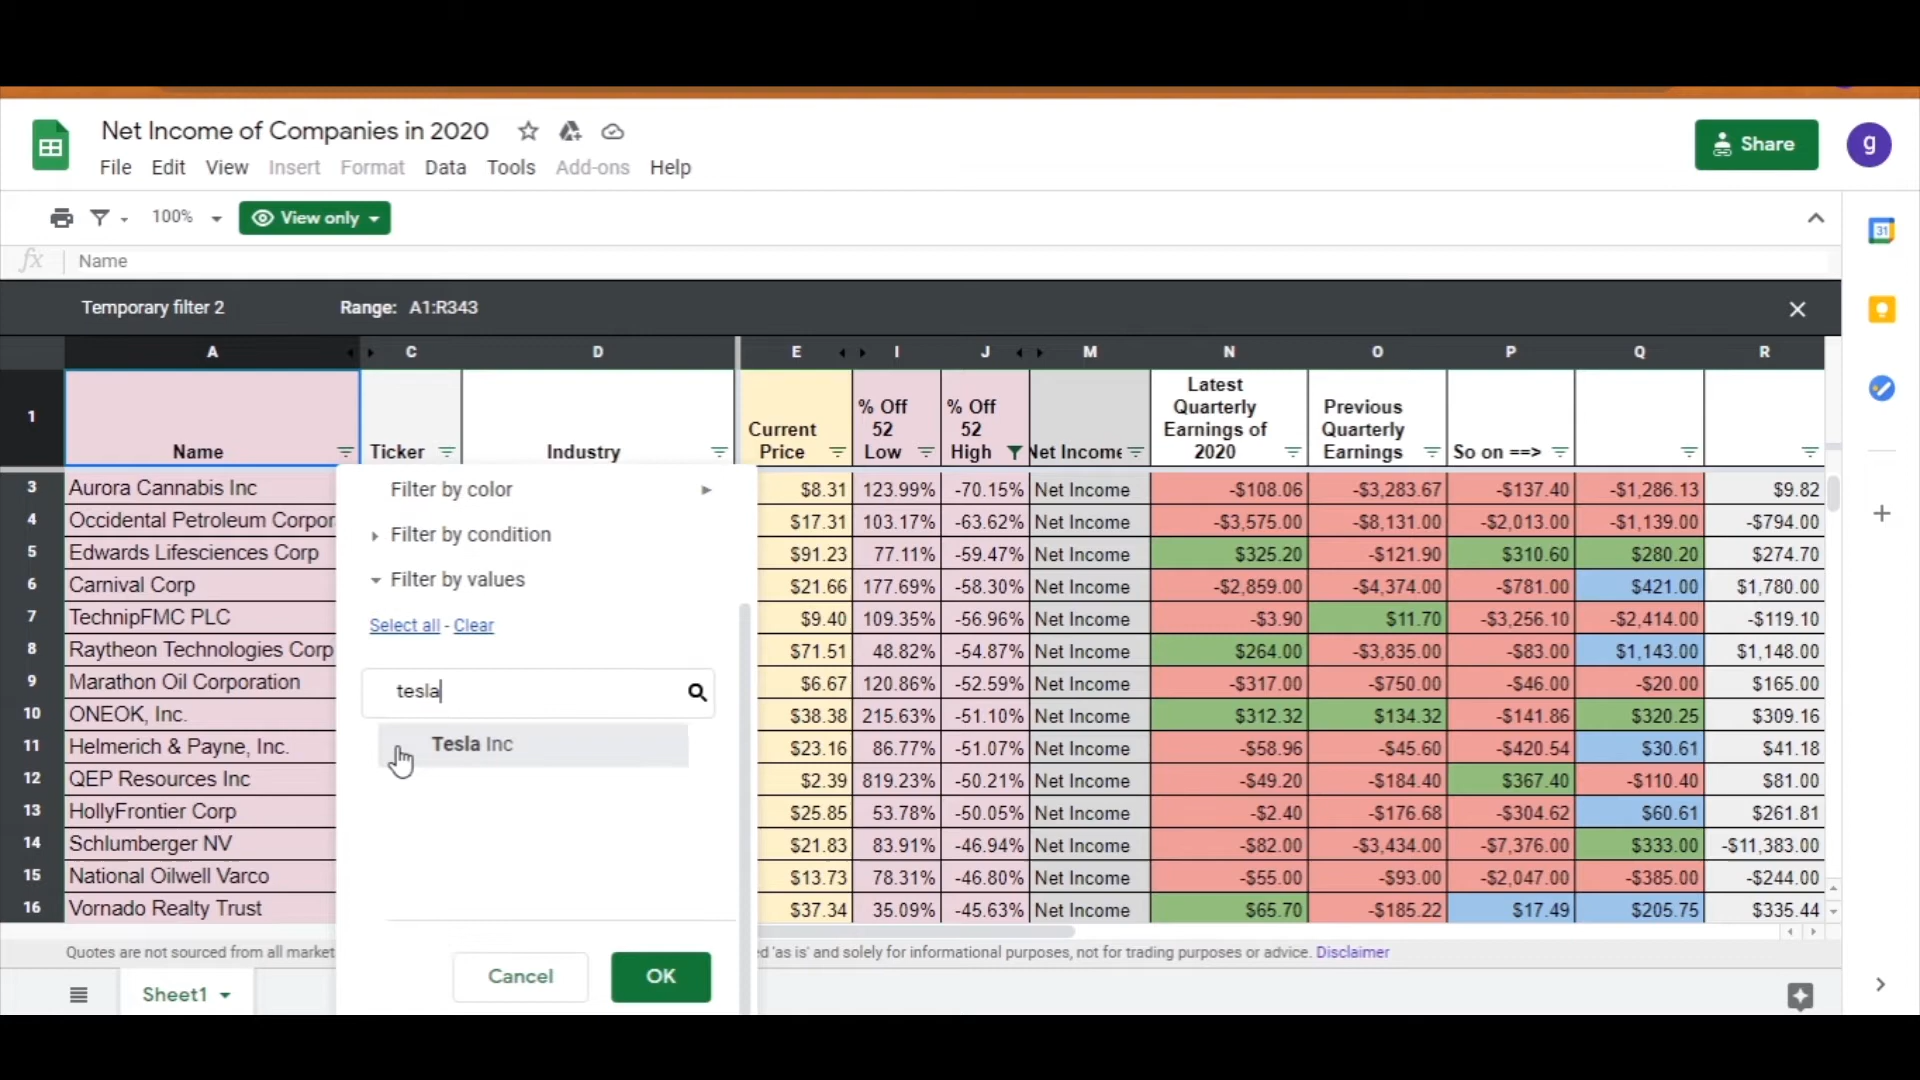 Net Income of Companies in 2020
Share
g
File Edit View Insert Format Data Tools Add-ons Help
100% View only
31
fx Name
Temporary filter 2 Range: A1:R343
A C D E I J M N O P Q R
1 Name Ticker Industry Current Price % Off 52 Low % Off 52 High Net Income Latest Quarterly Earnings of 2020 Previous Quarterly Earnings So on ==>
3 Aurora Cannabis Inc $8.31 123.99% -70.15% Net Income -$108.06 -$3,283.67 -$137.40 -$1,286.13 $9.82
4 Occidental Petroleum Corpor $17.31 103.17% -63.62% Net Income -$3,575.00 -$8,131.00 -$2,013.00 -$1,139.00 -$794.00
5 Edwards Lifesciences Corp $91.23 77.11% -59.47% Net Income $325.20 -$121.90 $310.60 $280.20 $274.70
6 Carnival Corp $21.66 177.69% -58.30% Net Income -$2,859.00 -$4,374.00 -$781.00 $421.00 $1,780.00
7 TechnipFMC PLC $9.40 109.35% -56.96% Net Income -$3.90 $11.70 -$3,256.10 -$2,414.00 -$119.10
8 Raytheon Technologies Corp $71.51 48.82% -54.87% Net Income $264.00 -$3,835.00 -$83.00 $1,143.00 $1,148.00
9 Marathon Oil Corporation $6.67 120.86% -52.59% Net Income -$317.00 -$750.00 -$46.00 -$20.00 $165.00
10 ONEOK, Inc. $38.38 215.63% -51.10% Net Income $312.32 $134.32 -$141.86 $320.25 $309.16
11 Helmerich & Payne, Inc. $23.16 86.77% -51.07% Net Income -$58.96 -$45.60 -$420.54 $30.61 $41.18
12 QEP Resources Inc $2.39 819.23% -50.21% Net Income -$49.20 -$184.40 $367.40 -$110.40 $81.00
13 HollyFrontier Corp $25.85 53.78% -50.05% Net Income -$2.40 -$176.68 -$304.62 $60.61 $261.81
14 Schlumberger NV $21.83 83.91% -46.94% Net Income -$82.00 -$3,434.00 -$7,376.00 $333.00 -$11,383.00
15 National Oilwell Varco $13.73 78.31% -46.80% Net Income -$55.00 -$93.00 -$2,047.00 -$385.00 -$244.00
16 Vornado Realty Trust $37.34 35.09% -45.63% Net Income $65.70 -$185.22 $17.49 $205.75 $335.44
Filter by color
Filter by condition
Filter by values
Select all - Clear
tesla
Tesla Inc
Cancel OK
Quotes are not sourced from all market 'as is' and solely for informational purposes, not for trading purposes or advice. Disclaimer
Sheet1